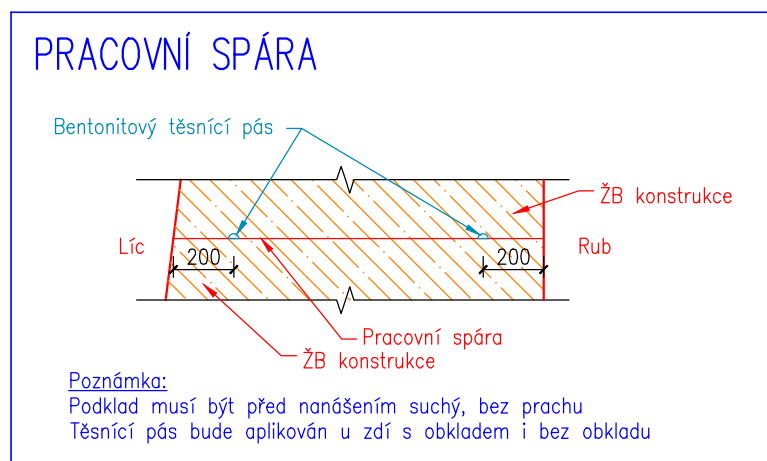 PRACOVNÍ SPÁRA
Bentonitový těsnící pás
ŽB konstrukce
Líc
200
200
Rub
Pracovní spára
ŽB konstrukce
Poznámka:
Podklad musí být před nanášením suchý, bez prachu
Těsnící pás bude aplikován u zdí s obkladem i bez obkladu